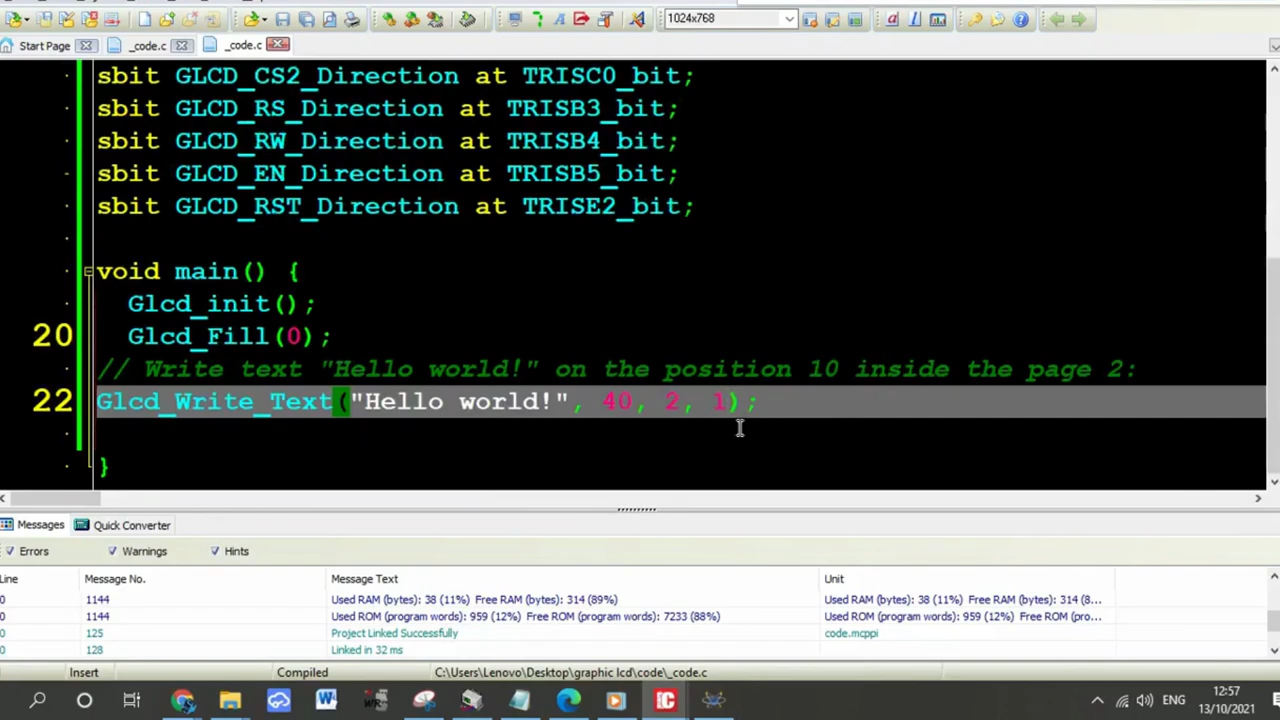 1024x768
Start Page
_code.c
_code.c
sbit GLCD_CS2_Direction at TRISC0_bit;
sbit GLCD_RS_Direction at TRISB3_bit;
sbit GLCD_RW_Direction at TRISB4_bit;
sbit GLCD_EN_Direction at TRISB5_bit;
sbit GLCD_RST_Direction at TRISE2_bit;
void main() {
Glcd_init();
20 Glcd_Fill(0);
// Write text "Hello world!" on the position 10 inside the page 2:
22 Glcd_Write_Text("Hello world!", 40, 2, 1);
}
Messages Quick Converter
Errors Warnings Hints
Line Message No. Message Text Unit
0 1144 Used RAM (bytes): 38 (11%) Free RAM (bytes): 314 (89%) Used RAM (bytes): 38 (11%) Free RAM (bytes): 314 (8...
0 1144 Used ROM (program words): 959 (12%) Free ROM (program words): 7233 (88%) Used ROM (program words): 959 (12%) Free ROM (pro...
0 125 Project Linked Successfully code.mcppi
0 128 Linked in 32 ms
Insert Compiled C:\Users\Lenovo\Desktop\graphic lcd\code\_code.c
ENG 12:57
13/10/2021